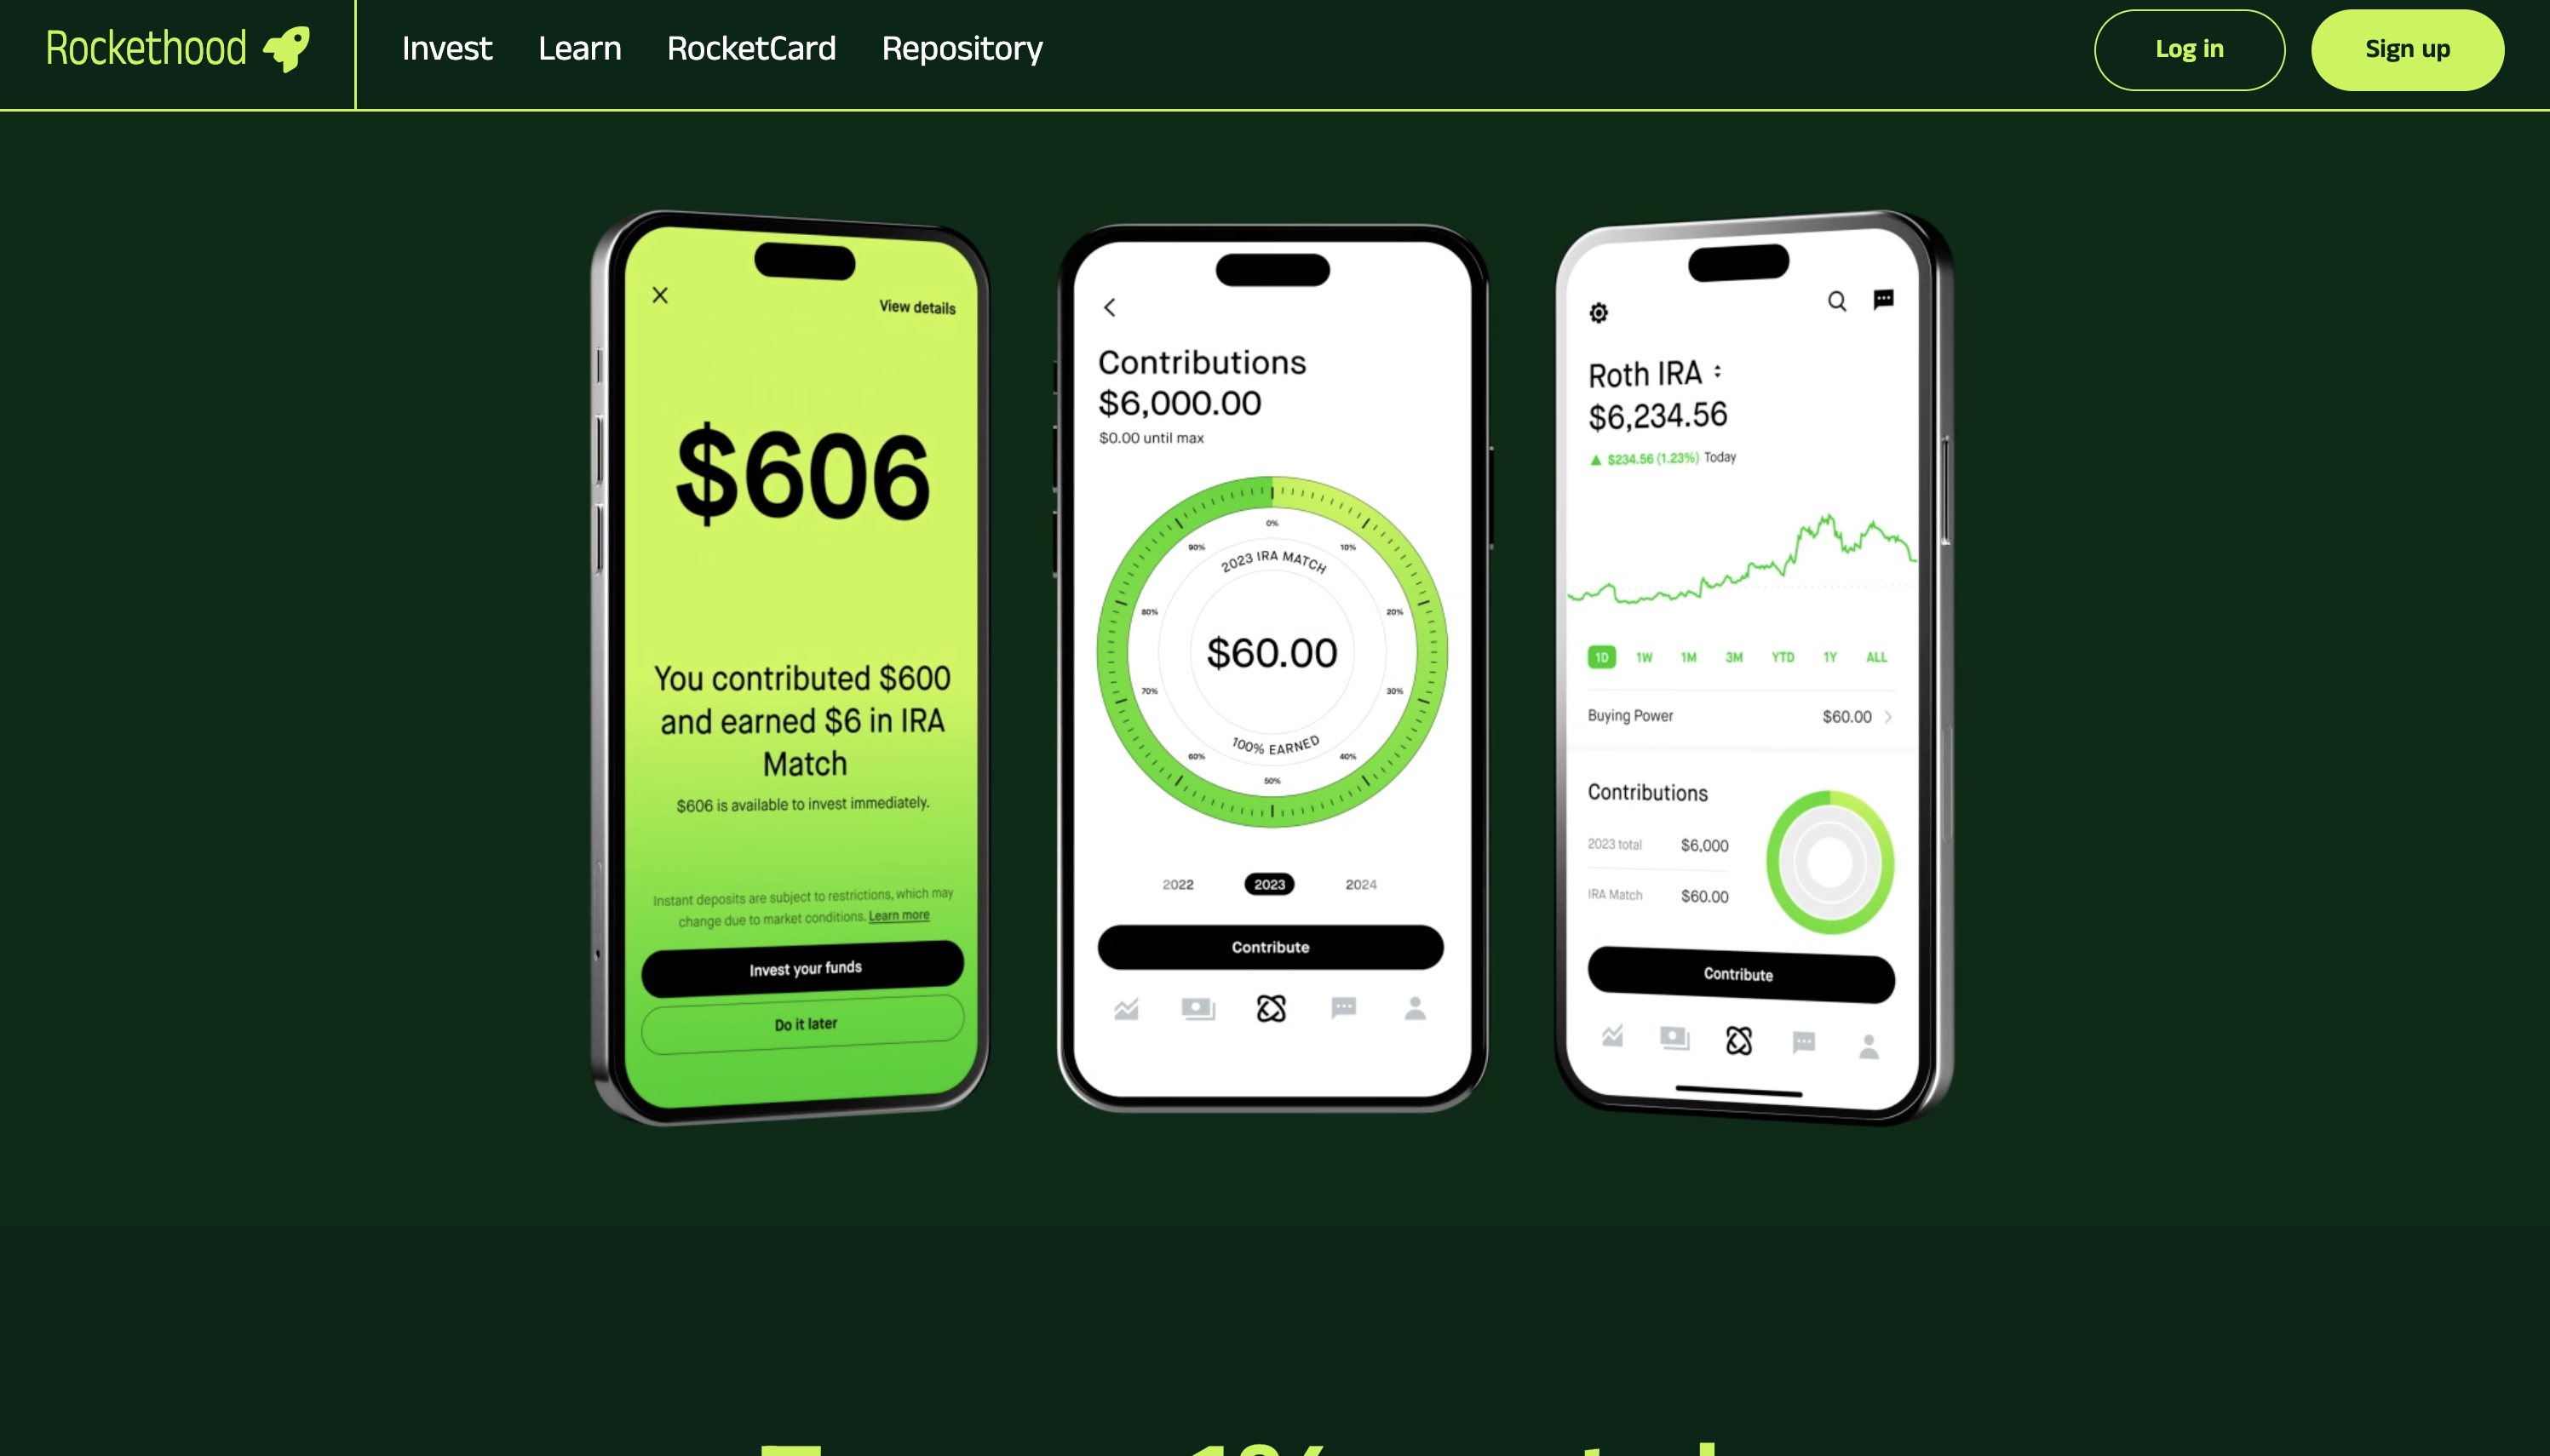 Rockethood
Invest Learn RocketCard Repository
Log in
Sign up
View details
$606
You contributed $600
and earned $6 in IRA
Match
$606 is available to invest immediately.
Instant deposits are subject to restrictions, which may
change due to market conditions. Learn more
Invest your funds
Do it later
Contributions
$6,000.00
$0.00 until max
0%
10%
20%
30%
40%
50%
60%
70%
80%
90%
2023 IRA MATCH
$60.00
100% EARNED
2022 2023 2024
Contribute
Roth IRA
$6,234.56
$234.56 (1.23%) Today
1D 1W 1M 3M YTD 1Y ALL
Buying Power $60.00
Contributions
2023 total $6,000
IRA Match $60.00
Contribute